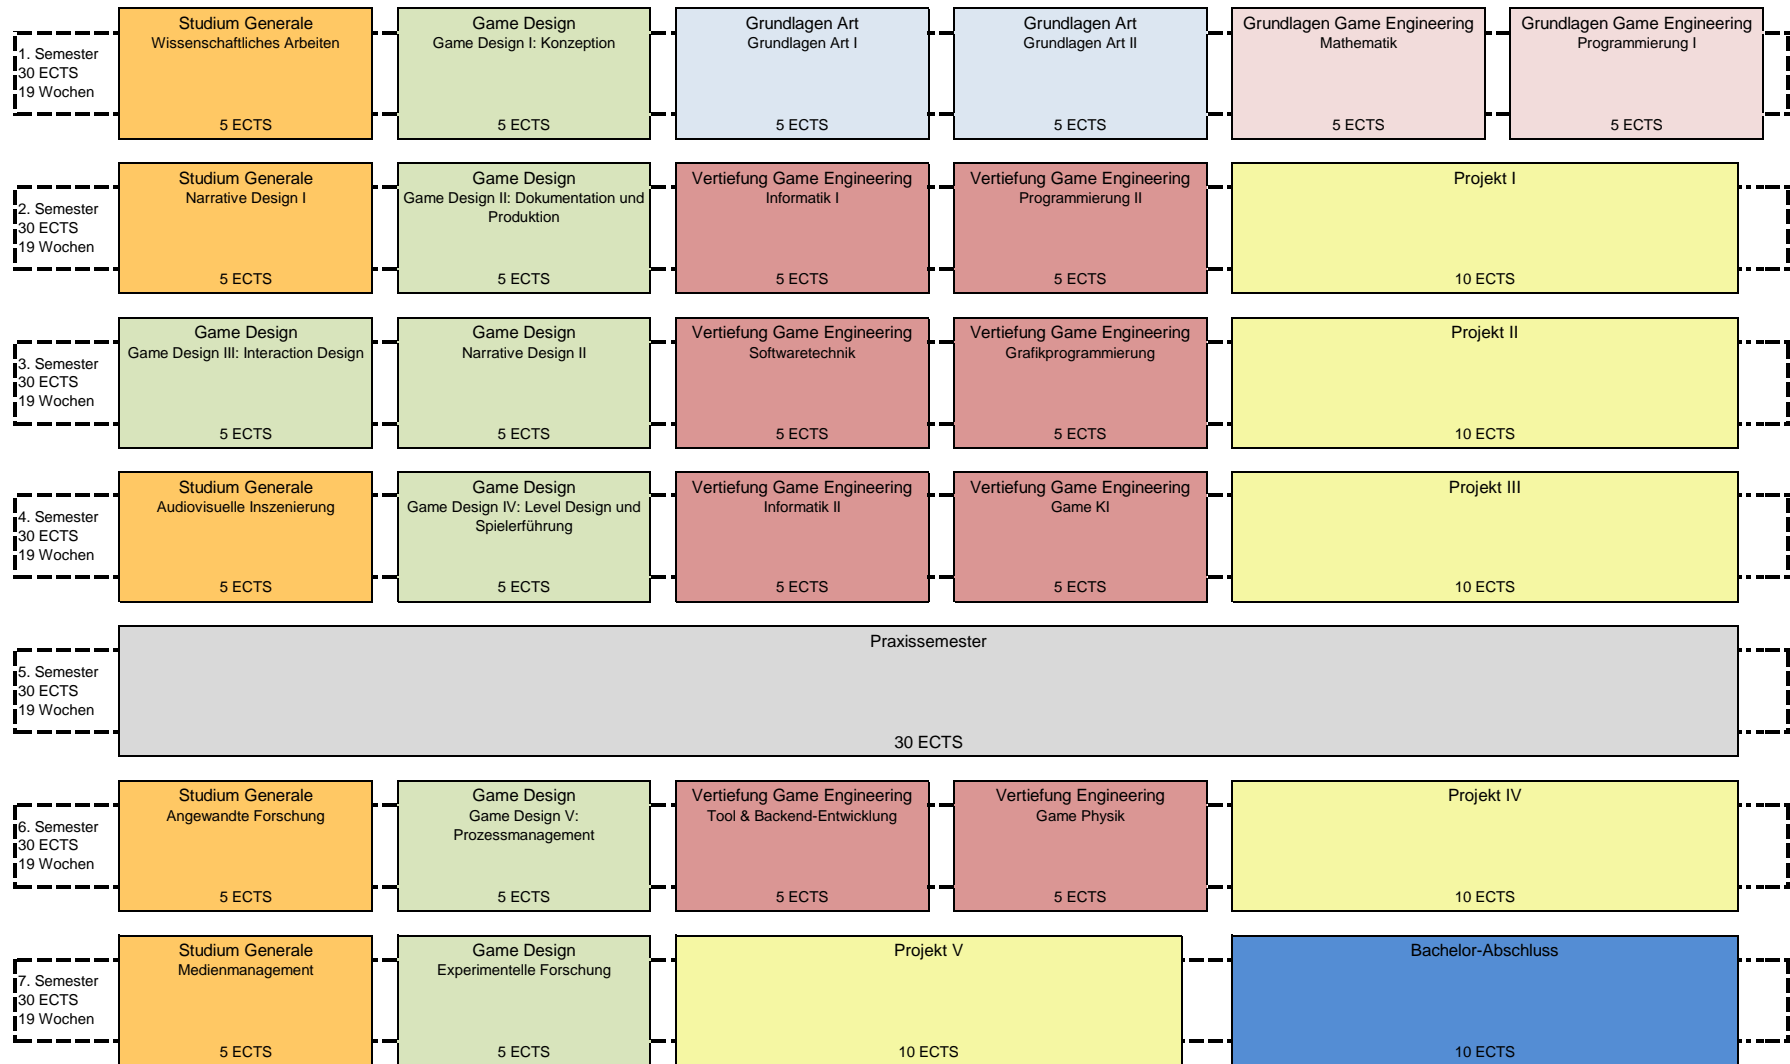 1. Semester
30 ECTS
19 Wochen
Studium Generale
Wissenschaftliches Arbeiten
5 ECTS
Game Design
Game Design I: Konzeption
5 ECTS
Grundlagen Art
Grundlagen Art I
5 ECTS
Grundlagen Art
Grundlagen Art II
5 ECTS
Grundlagen Game Engineering
Mathematik
5 ECTS
Grundlagen Game Engineering
Programmierung I
5 ECTS
2. Semester
30 ECTS
19 Wochen
Studium Generale
Narrative Design I
5 ECTS
Game Design
Game Design II: Dokumentation und
Produktion
5 ECTS
Vertiefung Game Engineering
Informatik I
5 ECTS
Vertiefung Game Engineering
Programmierung II
5 ECTS
Projekt I
10 ECTS
3. Semester
30 ECTS
19 Wochen
Game Design
Game Design III: Interaction Design
5 ECTS
Game Design
Narrative Design II
5 ECTS
Vertiefung Game Engineering
Softwaretechnik
5 ECTS
Vertiefung Game Engineering
Grafikprogrammierung
5 ECTS
Projekt II
10 ECTS
4. Semester
30 ECTS
19 Wochen
Studium Generale
Audiovisuelle Inszenierung
5 ECTS
Game Design
Game Design IV: Level Design und
Spielerführung
5 ECTS
Vertiefung Game Engineering
Informatik II
5 ECTS
Vertiefung Game Engineering
Game KI
5 ECTS
Projekt III
10 ECTS
5. Semester
30 ECTS
19 Wochen
Praxissemester
30 ECTS
6. Semester
30 ECTS
19 Wochen
Studium Generale
Angewandte Forschung
5 ECTS
Game Design
Game Design V:
Prozessmanagement
5 ECTS
Vertiefung Game Engineering
Tool & Backend-Entwicklung
5 ECTS
Vertiefung Engineering
Game Physik
5 ECTS
Projekt IV
10 ECTS
7. Semester
30 ECTS
19 Wochen
Studium Generale
Medienmanagement
5 ECTS
Game Design
Experimentelle Forschung
5 ECTS
Projekt V
10 ECTS
Bachelor-Abschluss
10 ECTS